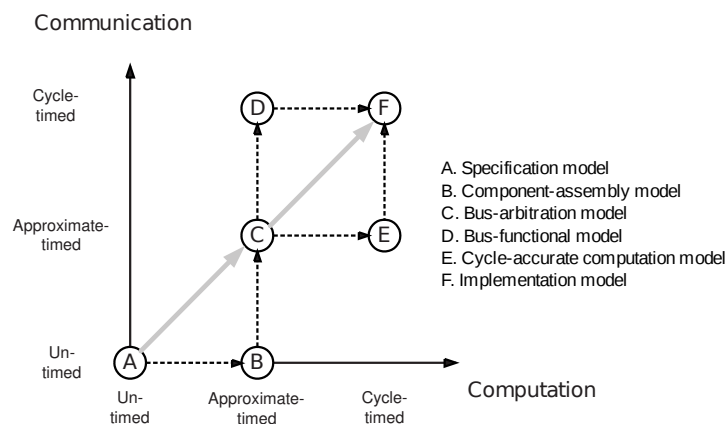 Communication
Cycle-
timed
D
F
A. Specification model
B. Component-assembly model
C. Bus-arbitration model
D. Bus-functional model
E. Cycle-accurate computation model
F. Implementation model
Approximate-
timed
C
E
Un-
timed
A
B
Computation
Un-
timed
Approximate-
timed
Cycle-
timed